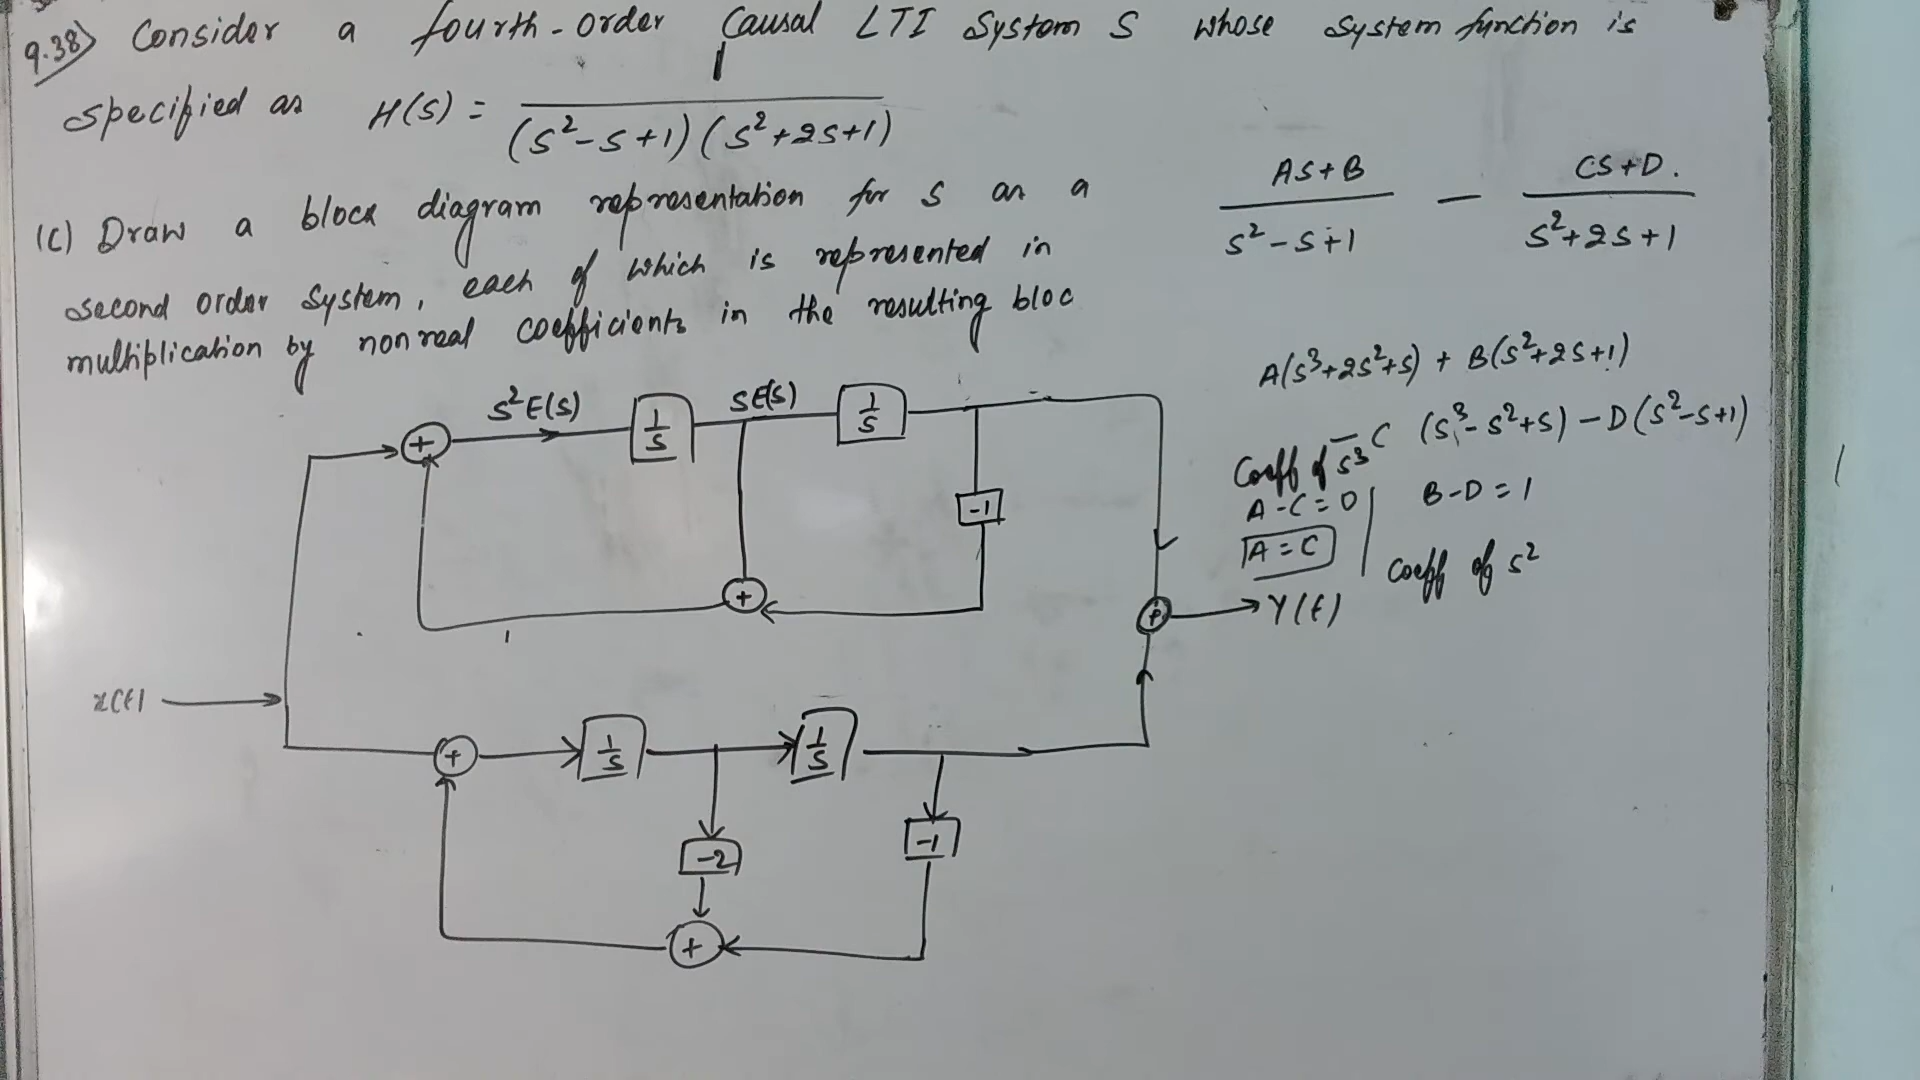 9.38) Consider a fourth-order Causal LTI System S whose system function is
specified as H(S) = 1 / (s²-s+1)(s²+2s+1)
(C) Draw a block diagram representation for S as a
second order System, each of which is represented in
multiplication by non real coefficients in the resulting bloc
AS+B / s²-s+1 - CS+D. / s²+2s+1
A(s³+2s²+s) + B(s²+2s+1)
- C (s³-s²+s) - D(s²-s+1)
Coeff of s³
A-C=0 B-D=1
A=C coeff of s²
s²E(s) 1/s SE(s) 1/s
+
-1
+
Y(t)
x(t)
+ 1/s 1/s
-2 -1
+